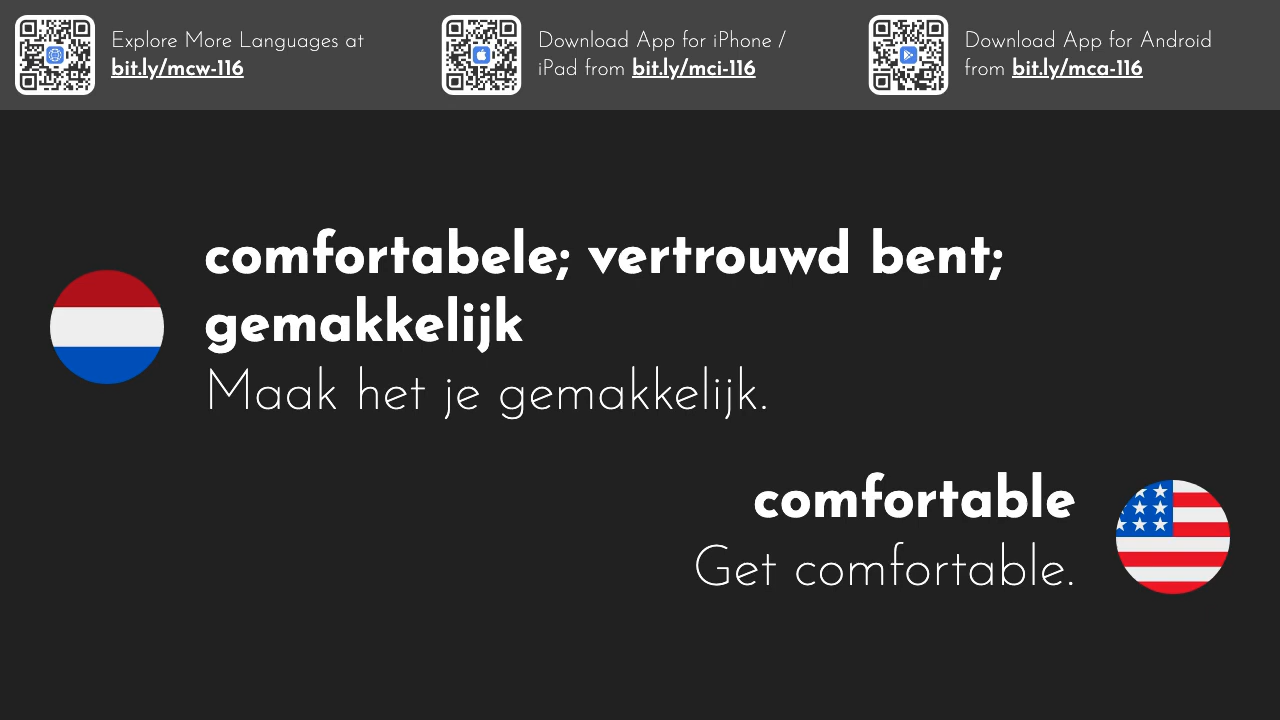 Explore More Languages at
bit.ly/mcw-116
Download App for iPhone /
iPad from bit.ly/mci-116
Download App for Android
from bit.ly/mca-116
comfortabele; vertrouwd bent;
gemakkelijk
Maak het je gemakkelijk.
comfortable
Get comfortable.